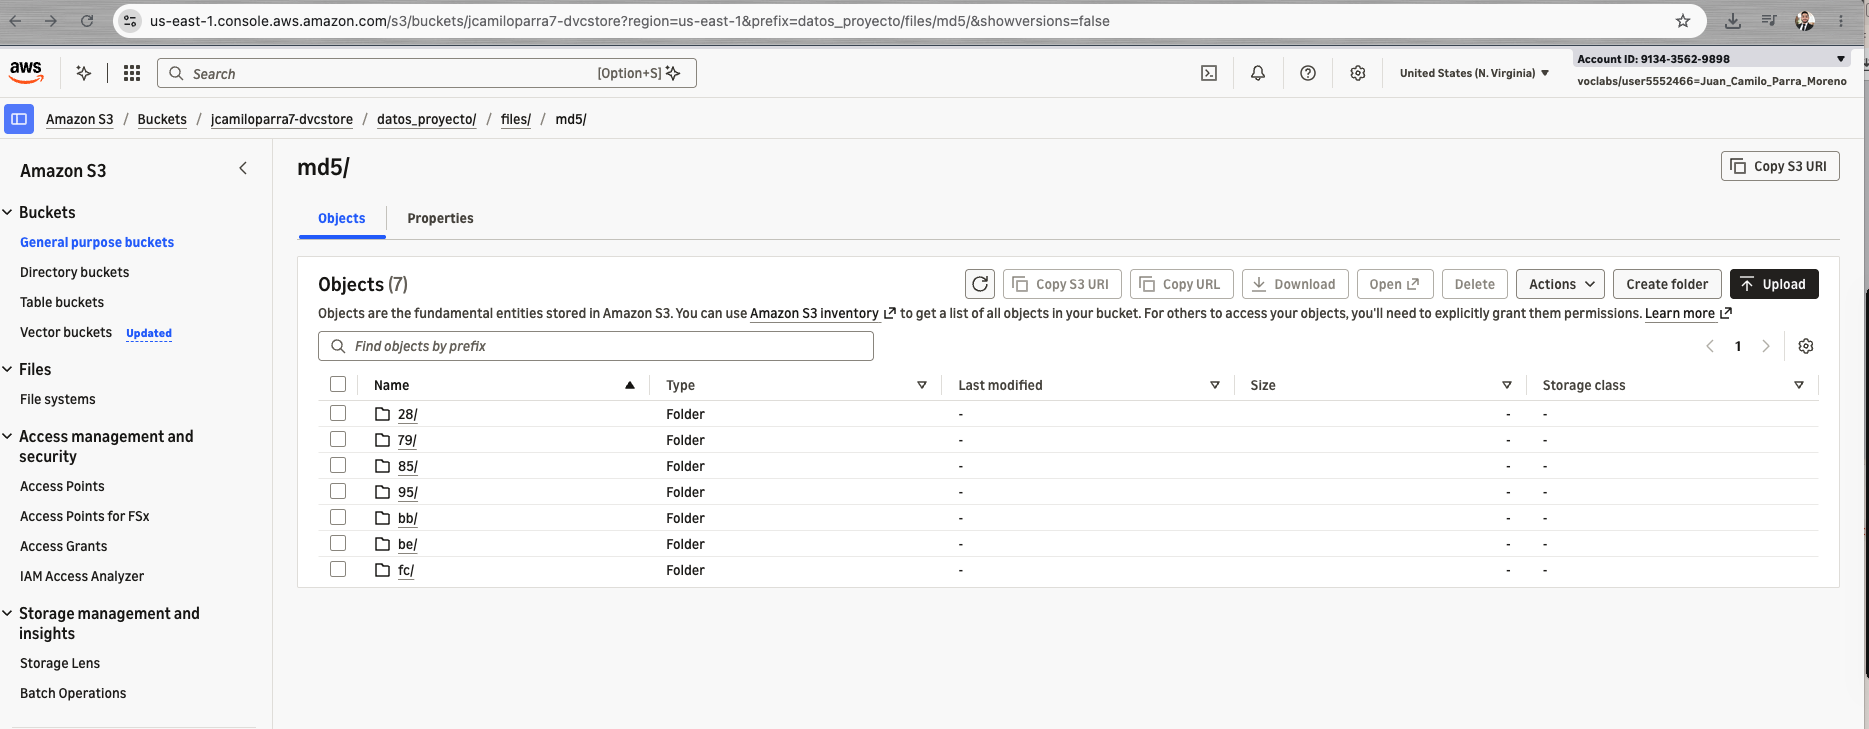 us-east-1.console.aws.amazon.com/s3/buckets/jcamiloparra7-dvcstore?region=us-east-1&prefix=datos_proyecto/files/md5/&showversions=false
aws
Search [Option+S]
United States (N. Virginia)
Account ID: 9134-3562-9898
voclabs/user5552466=Juan_Camilo_Parra_Moreno
Amazon S3 / Buckets / jcamiloparra7-dvcstore / datos_proyecto/ / files/ / md5/
Amazon S3
Buckets
General purpose buckets
Directory buckets
Table buckets
Vector buckets Updated
Files
File systems
Access management and
security
Access Points
Access Points for FSx
Access Grants
IAM Access Analyzer
Storage management and
insights
Storage Lens
Batch Operations
md5/
Copy S3 URI
Objects Properties
Objects (7)
Copy S3 URI Copy URL Download Open Delete Actions Create folder Upload
Objects are the fundamental entities stored in Amazon S3. You can use Amazon S3 inventory to get a list of all objects in your bucket. For others to access your objects, you'll need to explicitly grant them permissions. Learn more
Find objects by prefix
1
Name Type Last modified Size Storage class
28/ Folder - - -
79/ Folder - - -
85/ Folder - - -
95/ Folder - - -
bb/ Folder - - -
be/ Folder - - -
fc/ Folder - - -